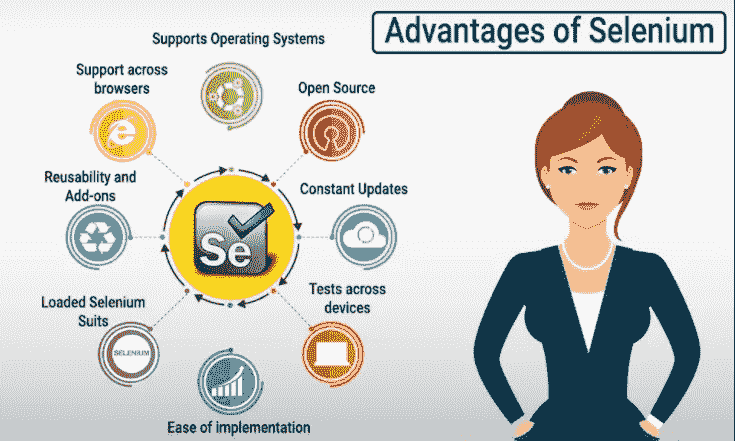 Advantages of Selenium
Supports Operating Systems
Support across
browsers
Open Source
Reusability and
Add-ons
Constant Updates
Se
Loaded Selenium
Suits
Tests across
devices
SELENIUM
Ease of implementation